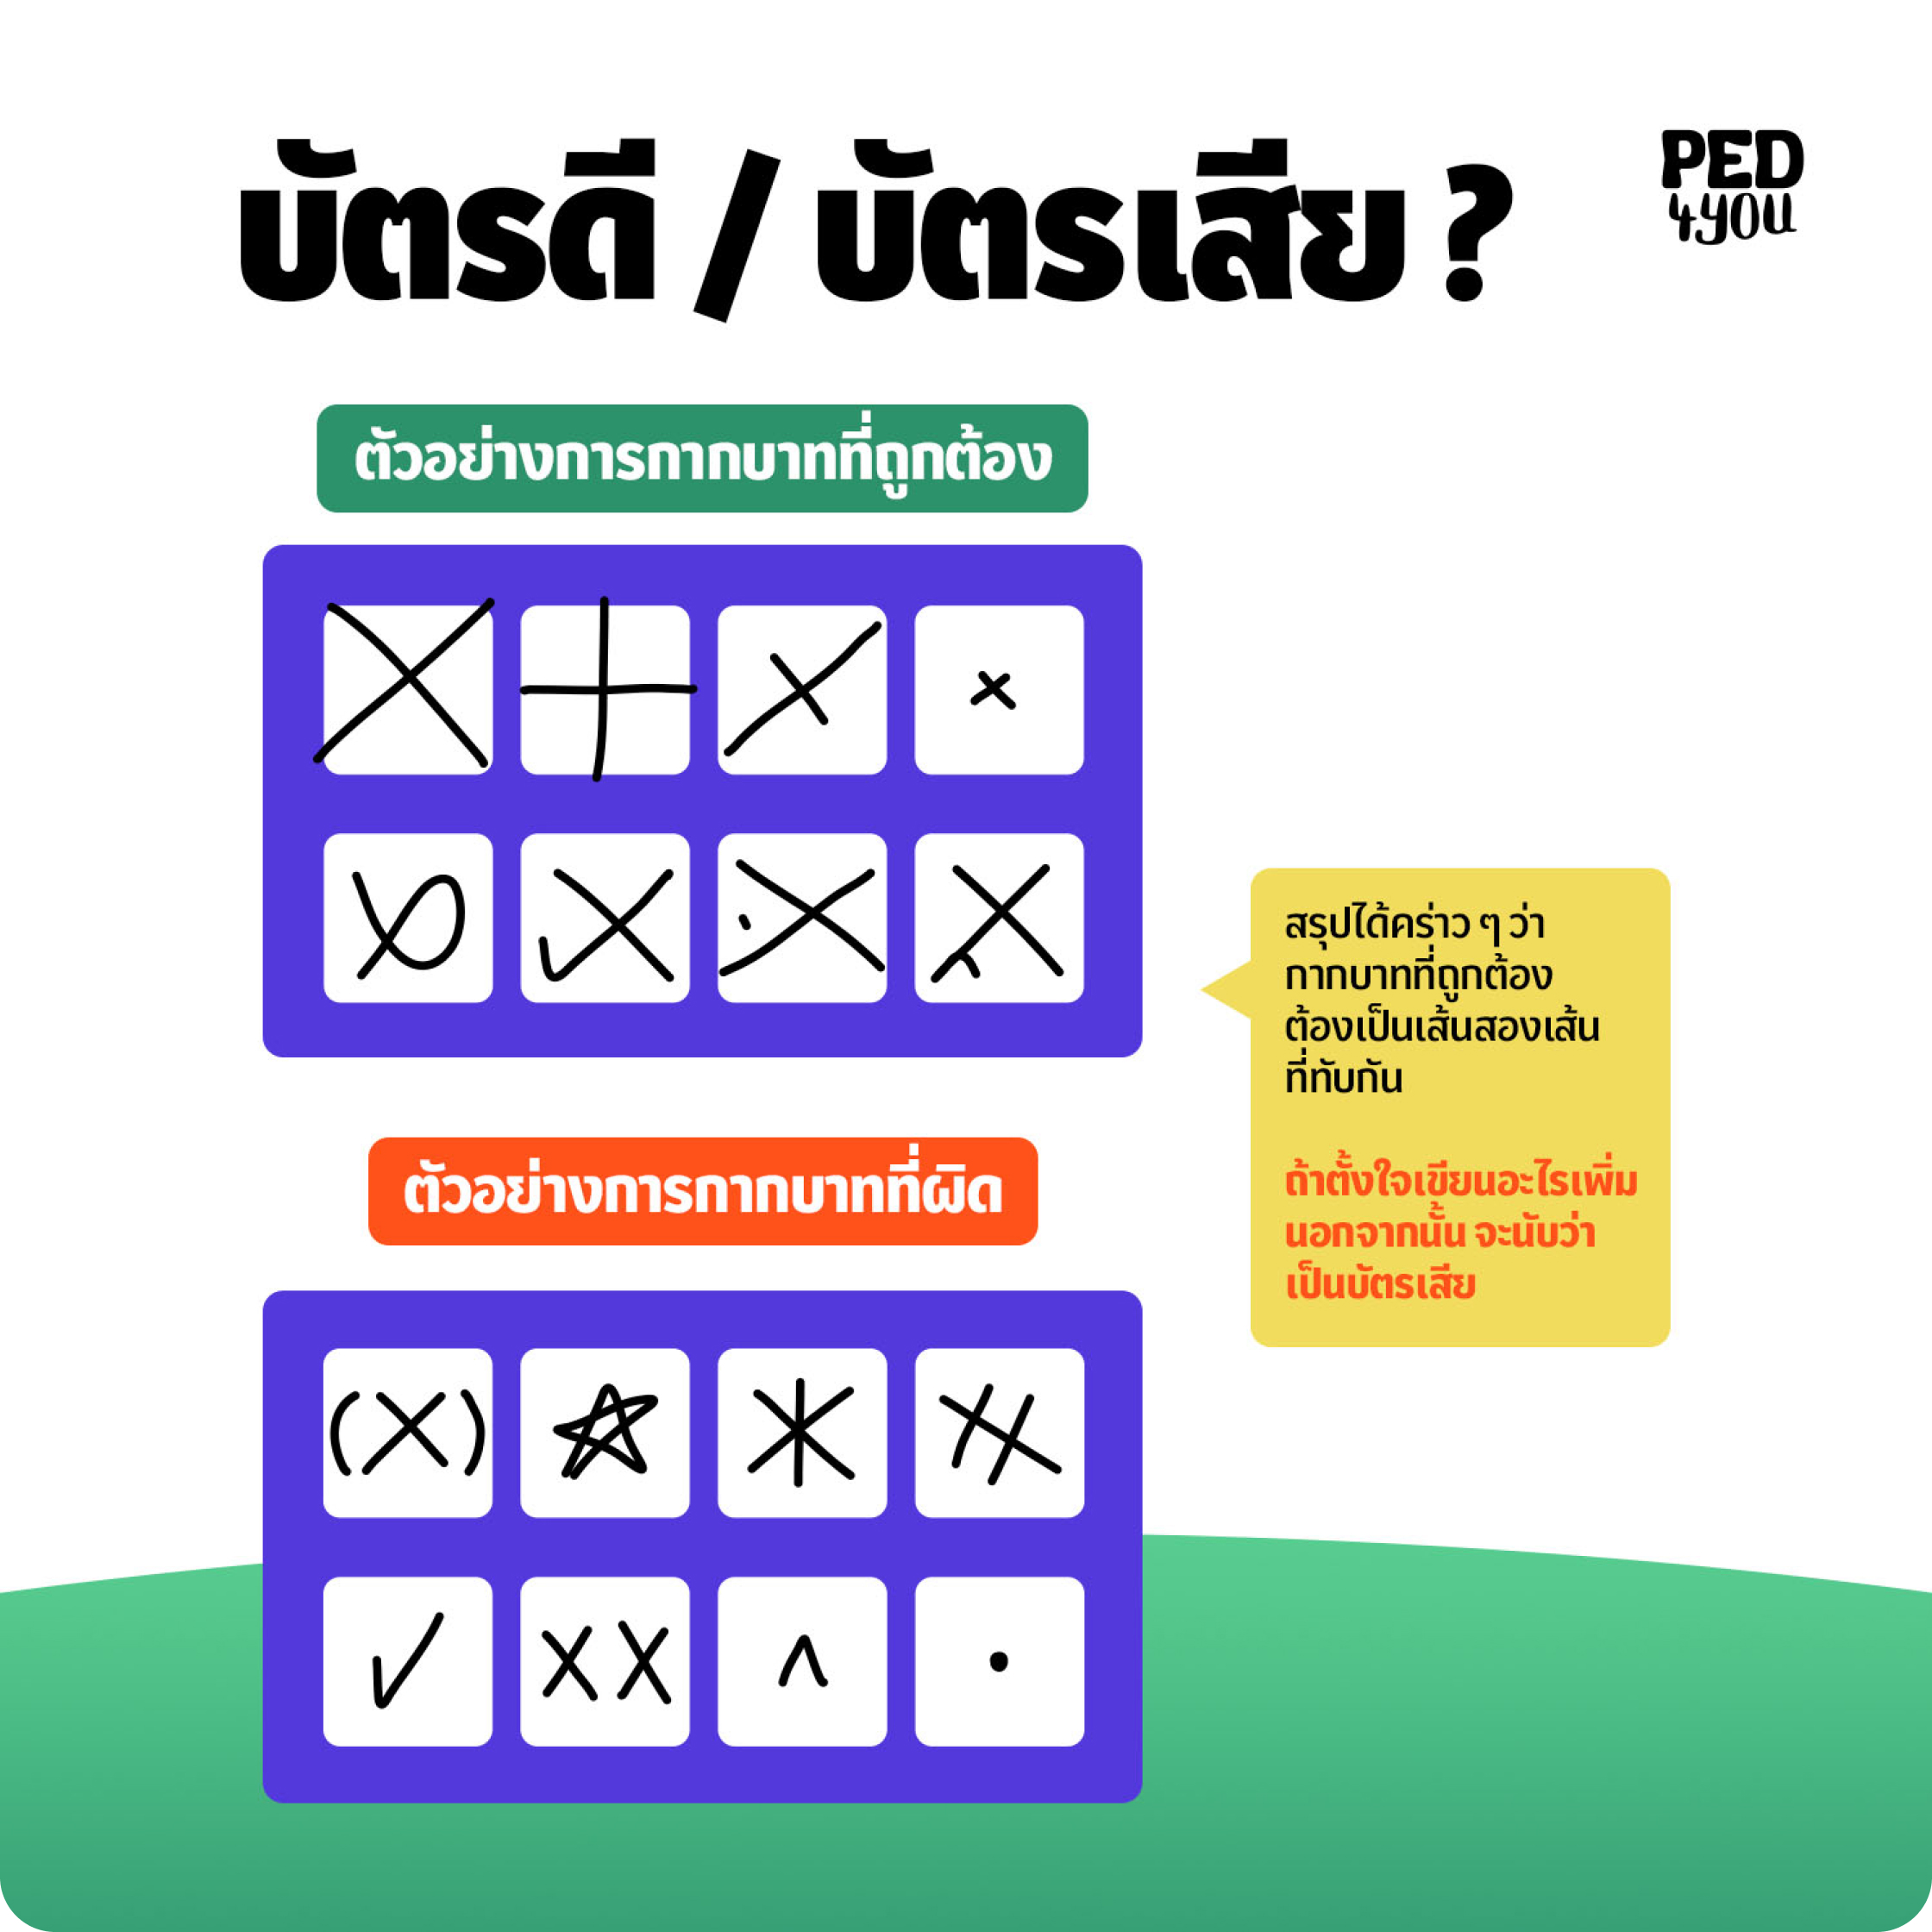 บัตรดี / บัตรเสีย ?
PED
4YOU
ตัวอย่างการกากบาทที่ถูกต้อง
สรุปได้คร่าว ๆ ว่า
กากบาทที่ถูกต้อง
ต้องเป็นเส้นสองเส้น
ที่ทับกัน
ถ้าตั้งใจเขียนอะไรเพิ่ม
นอกจากนั้น จะนับว่า
เป็นบัตรเสีย
ตัวอย่างการกากบาทที่ผิด